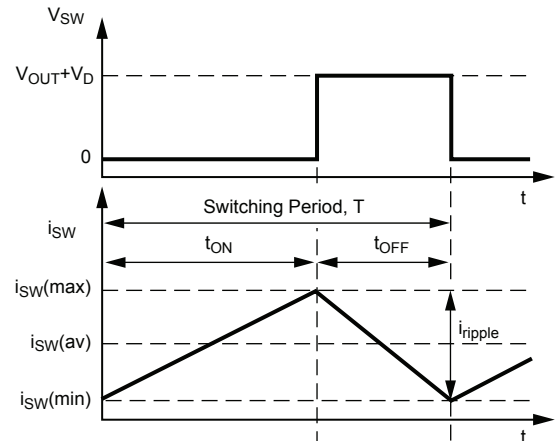 VSW
VOUT+VD
0
t
Switching Period, T
iSW
tON
tOFF
iSW(max)
iSW(av)
iripple
iSW(min)
t